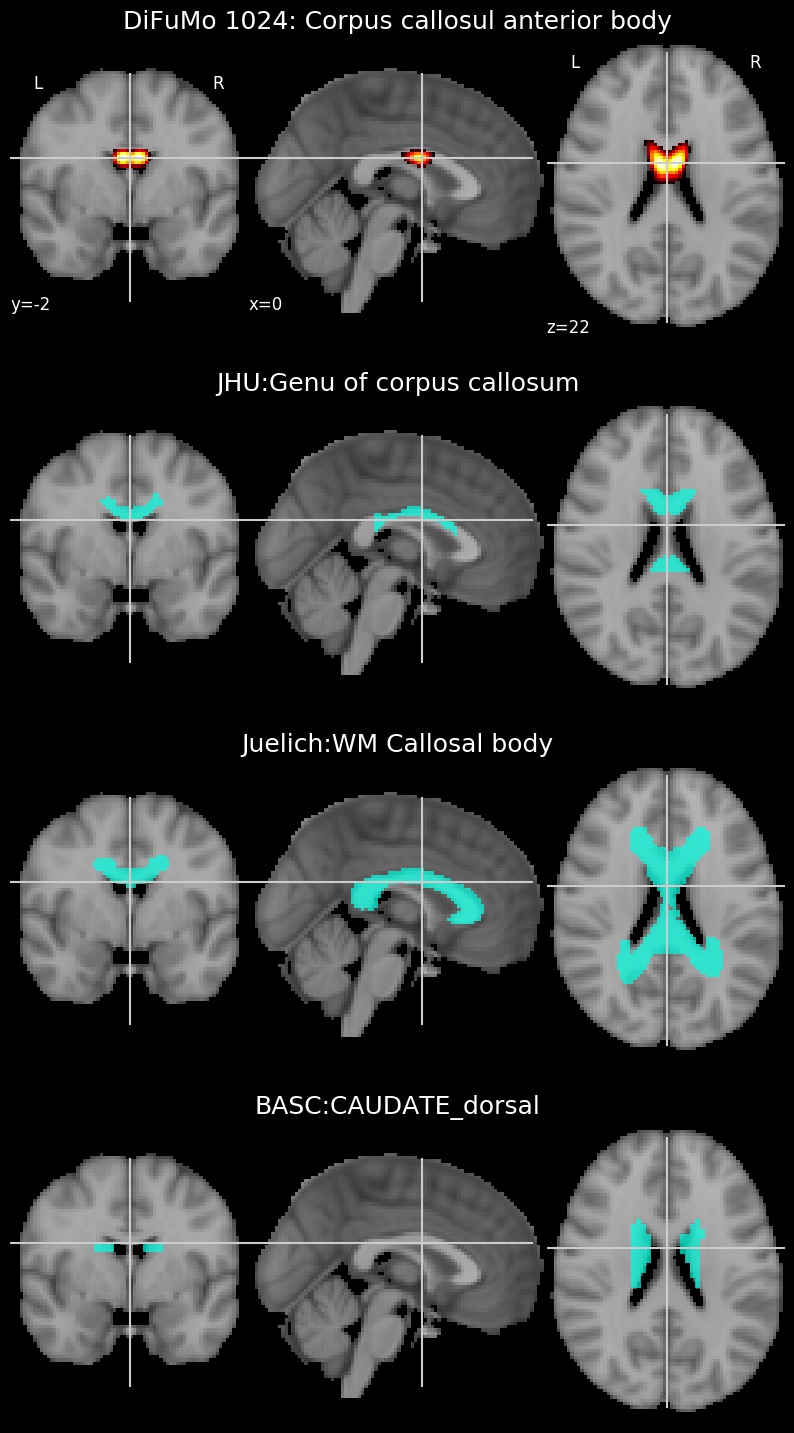 DiFuMo 1024: Corpus callosul anterior body
L R L R
y=-2 x=0 z=22
JHU:Genu of corpus callosum
Juelich:WM Callosal body
BASC:CAUDATE_dorsal